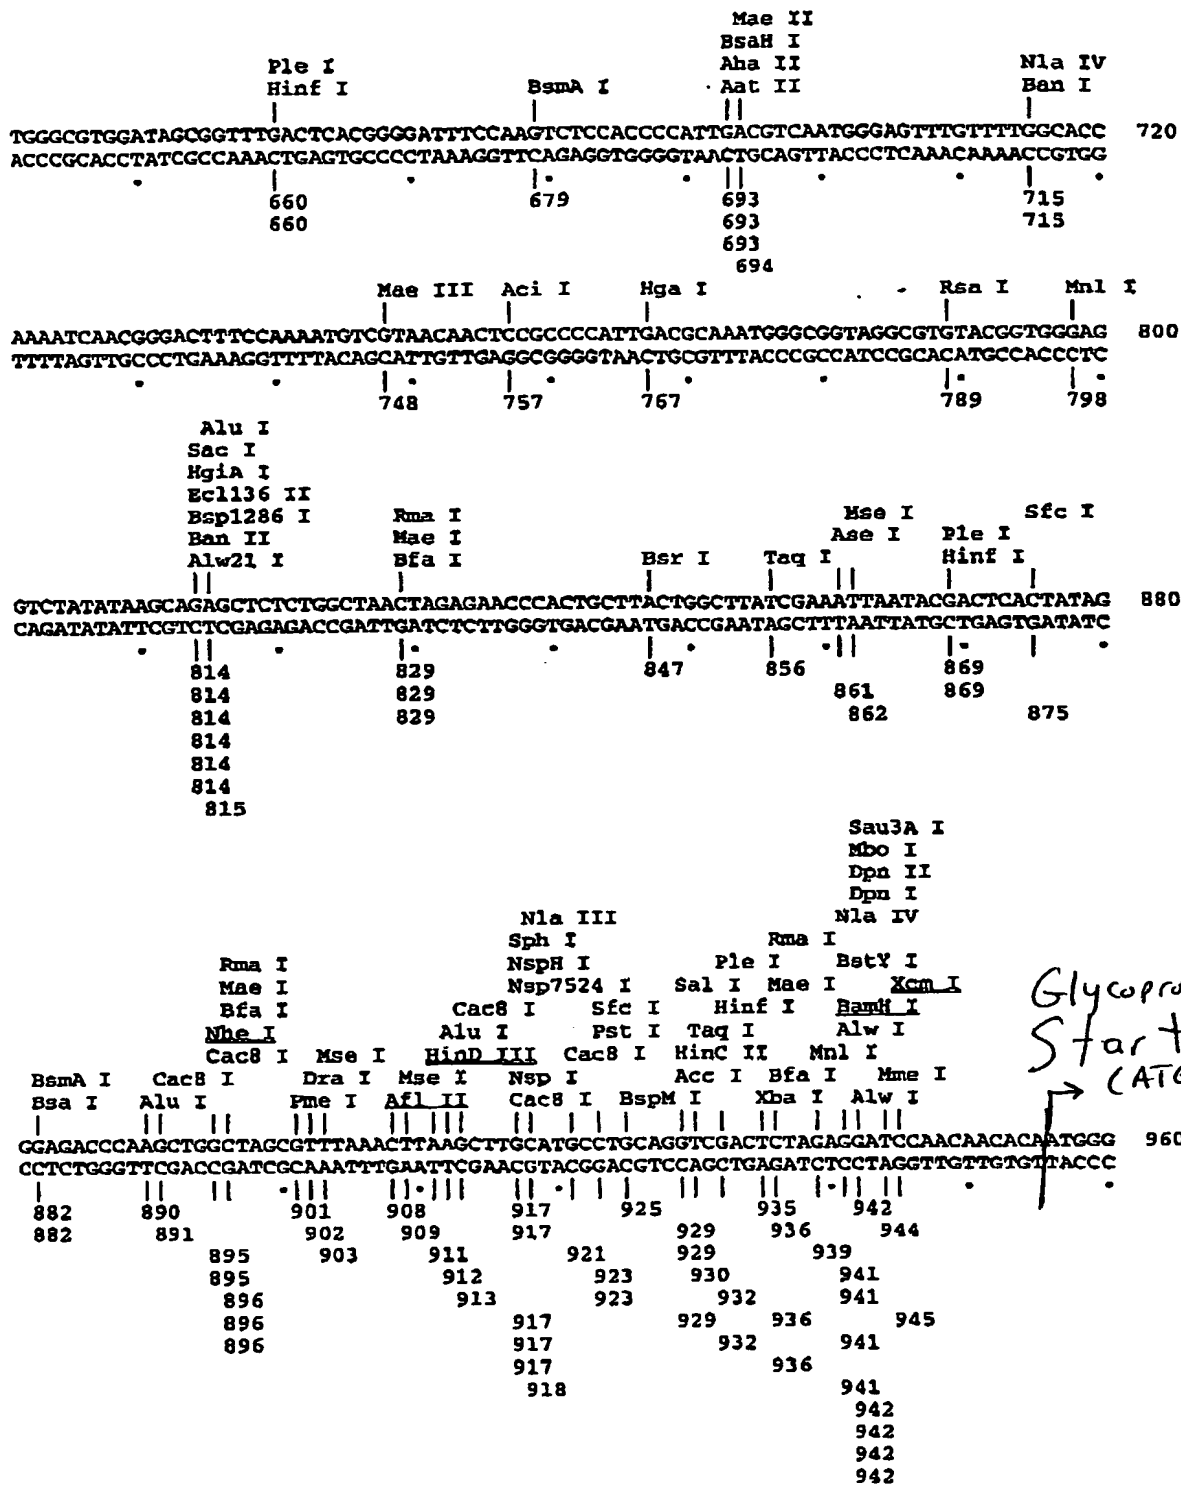 Mae II
BsaH I
Ple I Aha II Nla IV
Hinf I BsmA I Aat II Ban I
TGGGCGTGGATAGCGGTTTGACTCACGGGGATTTCCAAGTCTCCACCCCATTGACGTCAATGGGAGTTTGTTTTGGCACC 720
ACCCGCACCTATCGCCAAACTGAGTGCCCCTAAAGGTTCAGAGGTGGGGTAACTGCAGTTACCCTCAAACAAAACCGTGG
660 679 693 715
660 693 715
693
694
Mae III Aci I Hga I Rsa I Mnl I
AAAATCAACGGGACTTTCCAAAATGTCGTAACAACTCCGCCCCATTGACGCAAATGGGCGGTAGGCGTGTACGGTGGGAG 800
TTTTAGTTGCCCTGAAAGGTTTTACAGCATTGTTGAGGCGGGGTAACTGCGTTTACCCGCCATCCGCACATGCCACCCTC
748 757 767 789 798
Alu I
Sac I
HgiA I
Ecl136 II
Bsp1286 I Rma I Mse I Sfc I
Ban II Mae I Ase I Ple I
Alw21 I Bfa I Bsr I Taq I Hinf I
GTCTATATAAGCAGAGCTCTCTGGCTAACTAGAGAACCCACTGCTTACTGGCTTATCGAAATTAATACGACTCACTATAG 880
CAGATATATTCGTCTCGAGAGACCGATTGATCTCTTGGGTGACGAATGACCGAATAGCTTTAATTATGCTGAGTGATATC
814 829 847 856 869
814 829 861 869
814 829 862 875
814
814
814
815
Sau3A I
Mbo I
Dpn II
Dpn I
Nla III Nla IV
Sph I Rma I
Rma I NspH I Ple I BstY I
Mae I Nsp7524 I Sal I Mae I Xcm I
Bfa I Cac8 I Sfc I Hinf I BamH I
Nhe I Alu I Pst I Taq I Alw I
Cac8 I Mse I HinD III Cac8 I HinC II Mnl I
BsmA I Cac8 I Dra I Mse I Nsp I Acc I Bfa I Mme I
Bsa I Alu I Pme I Afl II Cac8 I BspM I Xba I Alw I
Start
GGAGACCCAAGCTGGCTAGCGTTTAAACTTAAGCTTGCATGCCTGCAGGTCGACTCTAGAGGATCCAACAACACAATGGG 960
CCTCTGGGTTCGACCGATCGCAAATTTGAATTCGAACGTACGGACGTCCAGCTGAGATCTCCTAGGTTGTTGTGTTACCC
882 890 901 908 917 925 935 942
882 891 902 909 917 929 936 944
895 903 911 921 929 939
895 912 923 930 941
896 913 923 932 941
896 917 929 936 945
896 917 932 941
917 936
918 941
942
942
942
942